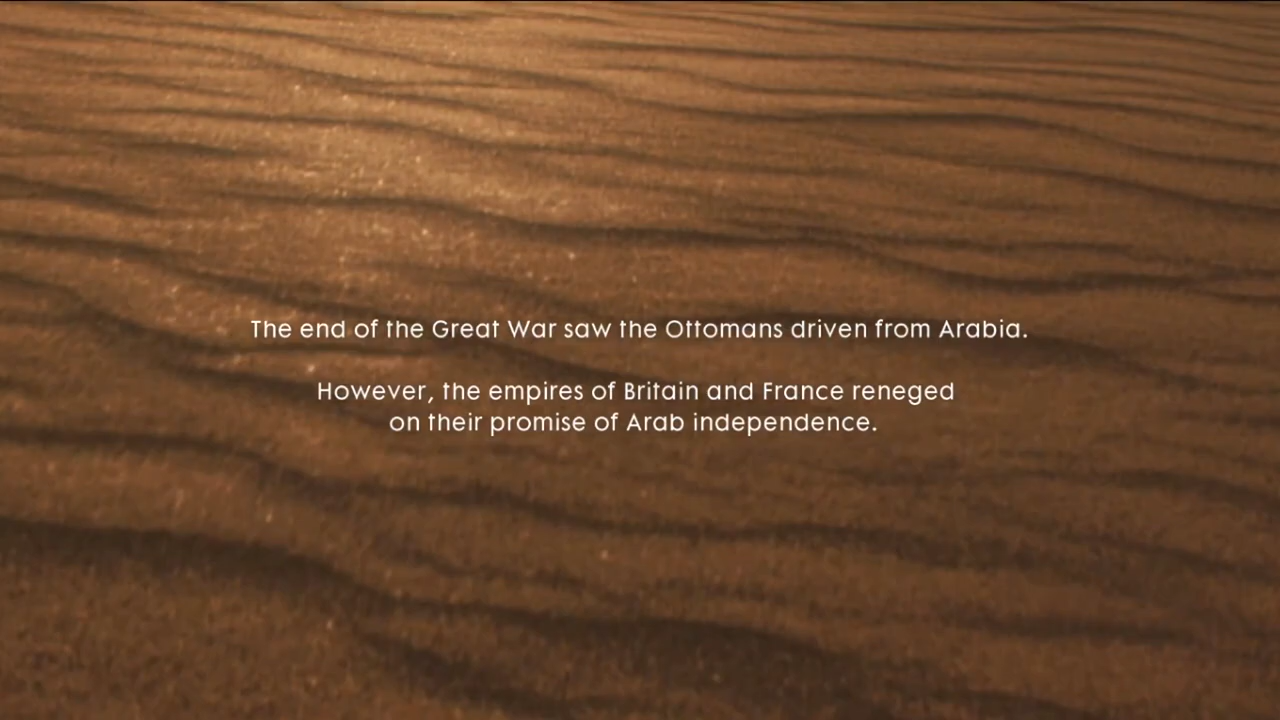 The end of the Great War saw the Ottomans driven from Arabia.
However, the empires of Britain and France reneged
on their promise of Arab independence.